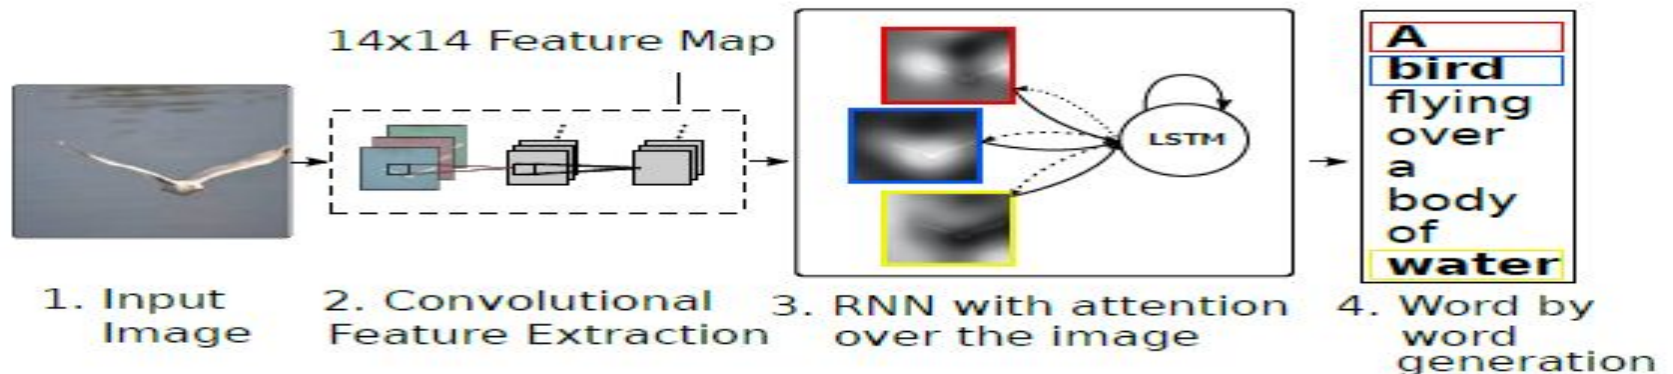 14x14 Feature Map
LSTM
A
bird
flying
over
a
body
of
water
1. Input
Image
2. Convolutional
Feature Extraction
3. RNN with attention
over the image
4. Word by
word
generation